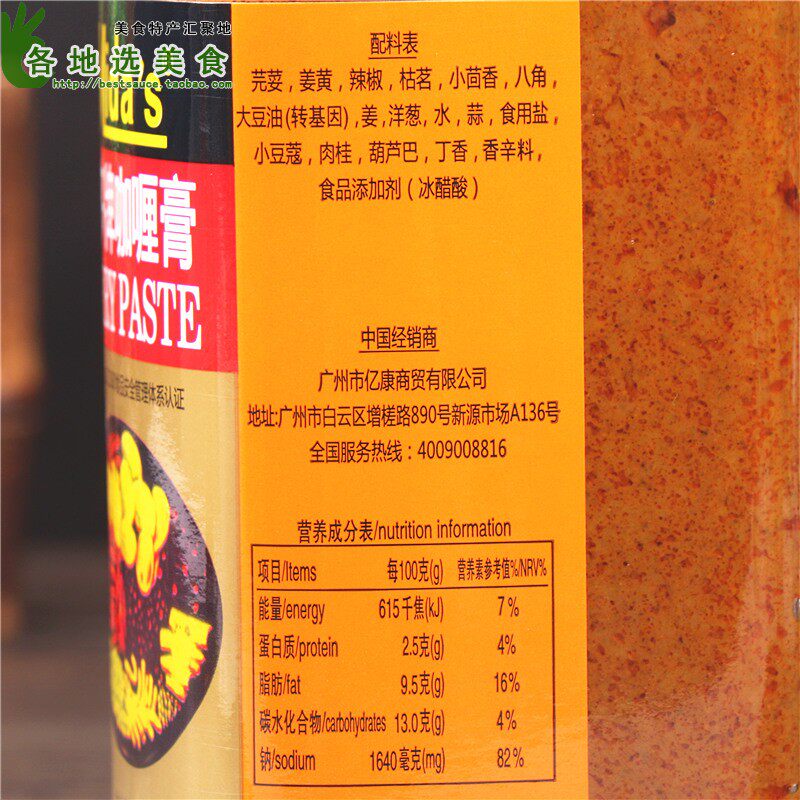 美食特产汇聚地
各地选美食
http://bestsauce.taobao.com
da's
咖喱膏
PASTE
安全管理体系认证
配料表
芫荽，姜黄，辣椒，枯茗，小茴香，八角，
大豆油(转基因)，姜，洋葱，水，蒜，食用盐，
小豆蔻，肉桂，葫芦巴，丁香，香辛料，
食品添加剂（冰醋酸）
中国经销商
广州市亿康商贸有限公司
地址:广州市白云区增槎路890号新源市场A136号
全国服务热线：4009008816
营养成分表/nutrition information
项目/Items 每100克(g) 营养素参考值%/NRV%
能量/energy 615千焦(kJ) 7%
蛋白质/protein 2.5克(g) 4%
脂肪/fat 9.5克(g) 16%
碳水化合物/carbohydrates 13.0克(g) 4%
钠/sodium 1640毫克(mg) 82%